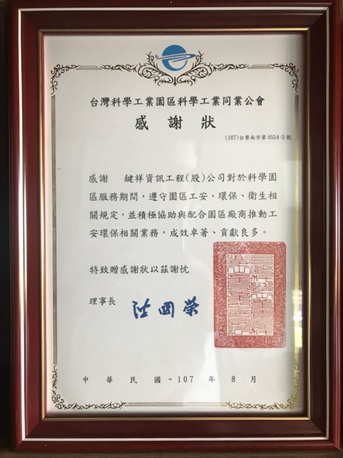 台灣科學工業園區科學工業同業公會
感謝狀
(107)台景南字第0554-3號
感謝 鍵祥資訊工程(股)公司對於科學園
區服務期間，遵守園區工安、環保、衛生相
關規定，並積極協助與配合園區廠商推動工
安環保相關業務，成效卓著、貢獻良多。
特致贈感謝狀以茲謝忱
理事長
中華民國、107年8月